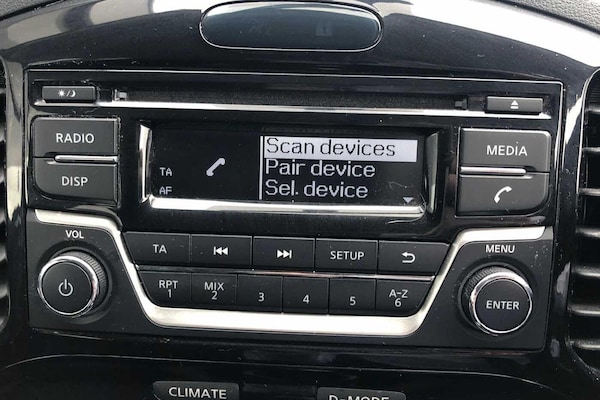 RADIO
DISP
TA
AF
Scan devices
Pair device
Sel. device
MEDIA
VOL
TA
SETUP
MENU
RPT
1
MIX
2
3
4
5
A-Z
6
ENTER
CLIMATE
D-MODE